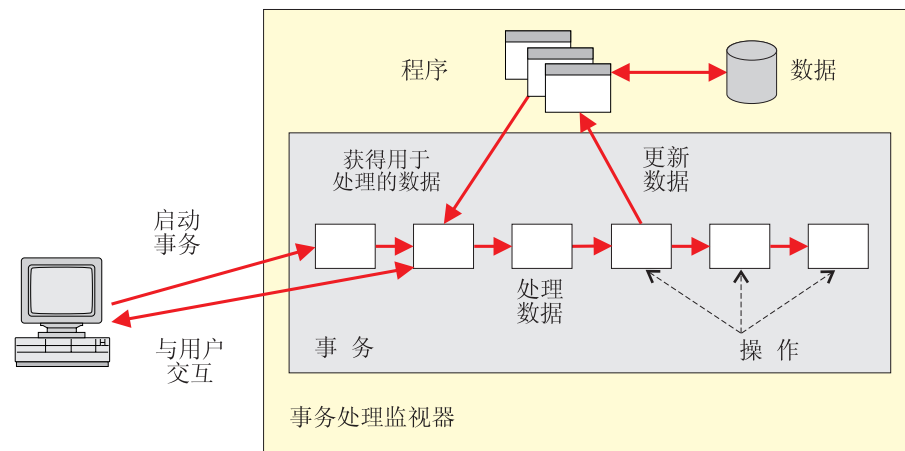 程序
数据
获得用于
处理的数据
更新
数据
启动
事务
处理
数据
与用户
交互
事 务
操 作
事务处理监视器